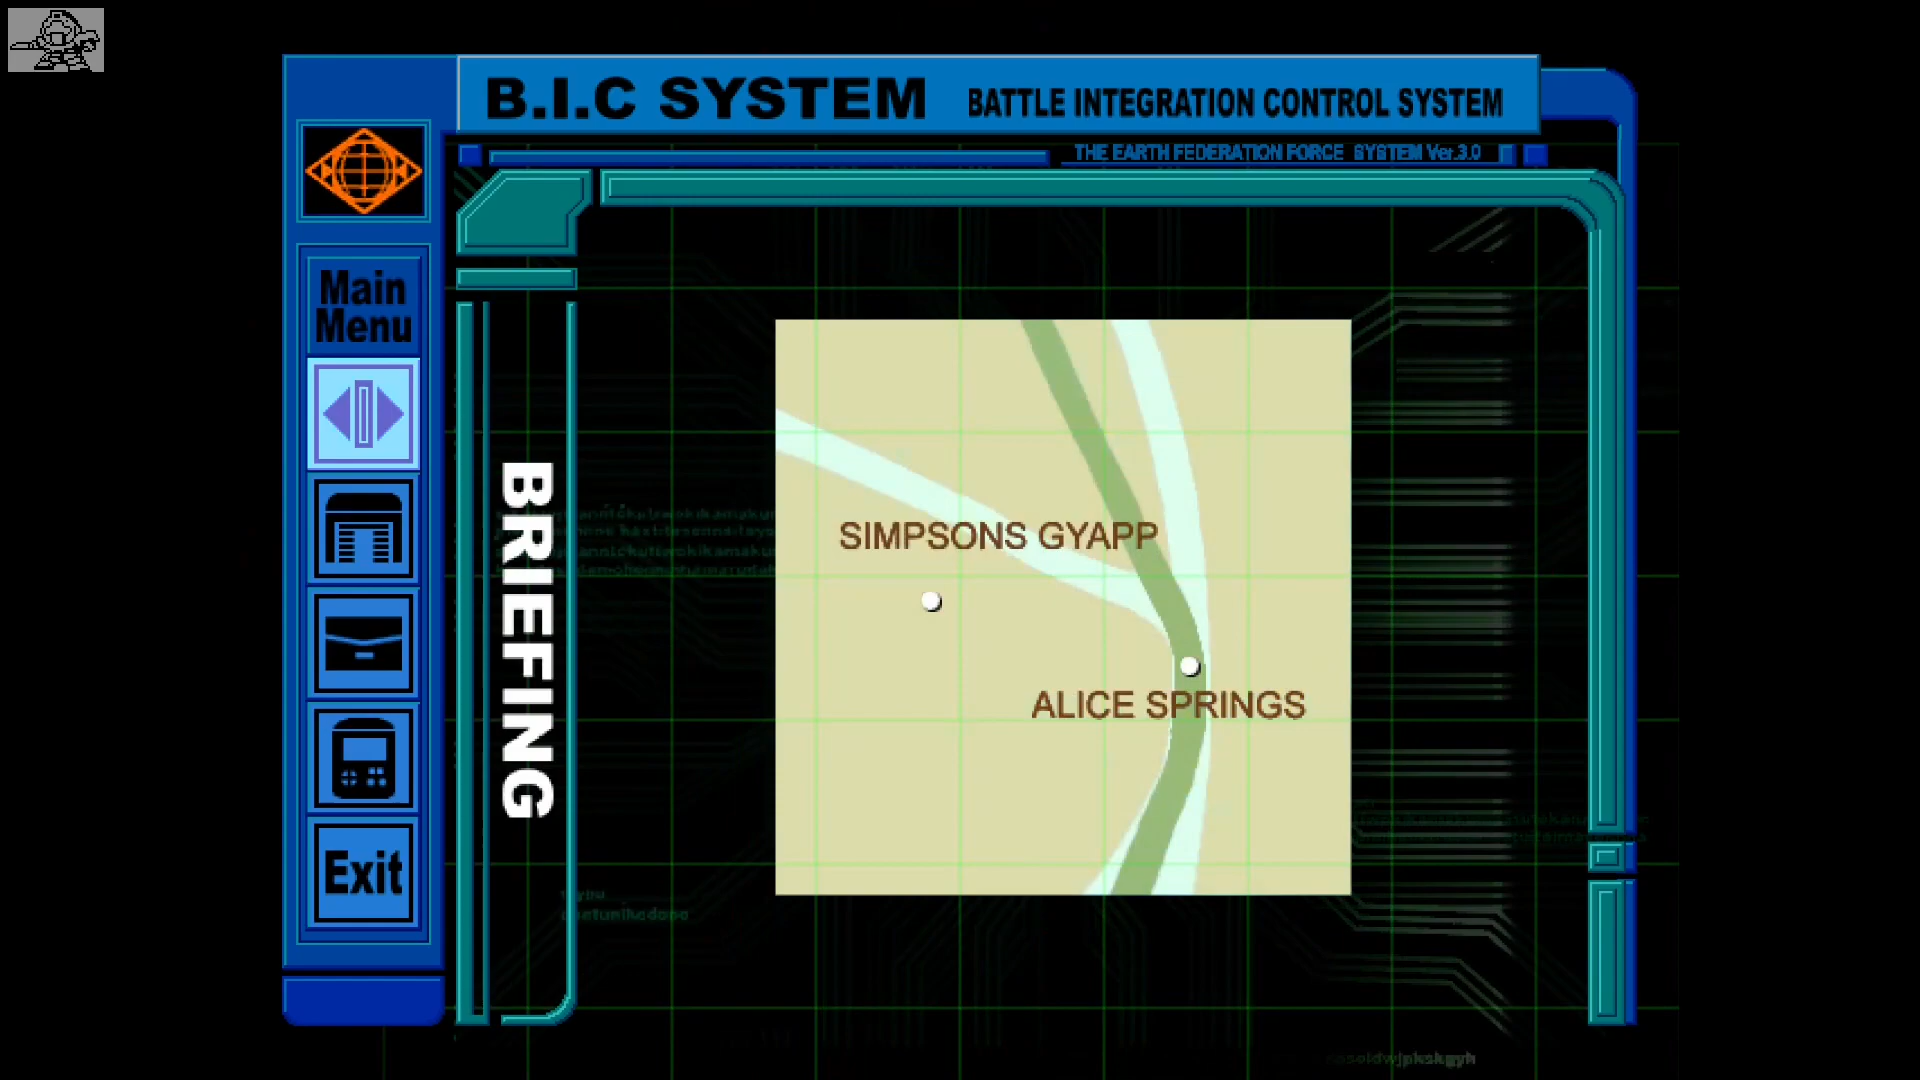 B.I.C SYSTEM BATTLE INTEGRATION CONTROL SYSTEM
THE EARTH FEDERATION FORCE SYSTEM Ver.3.0
Main
Menu
BRIEFING
SIMPSONS GYAPP
ALICE SPRINGS
Exit